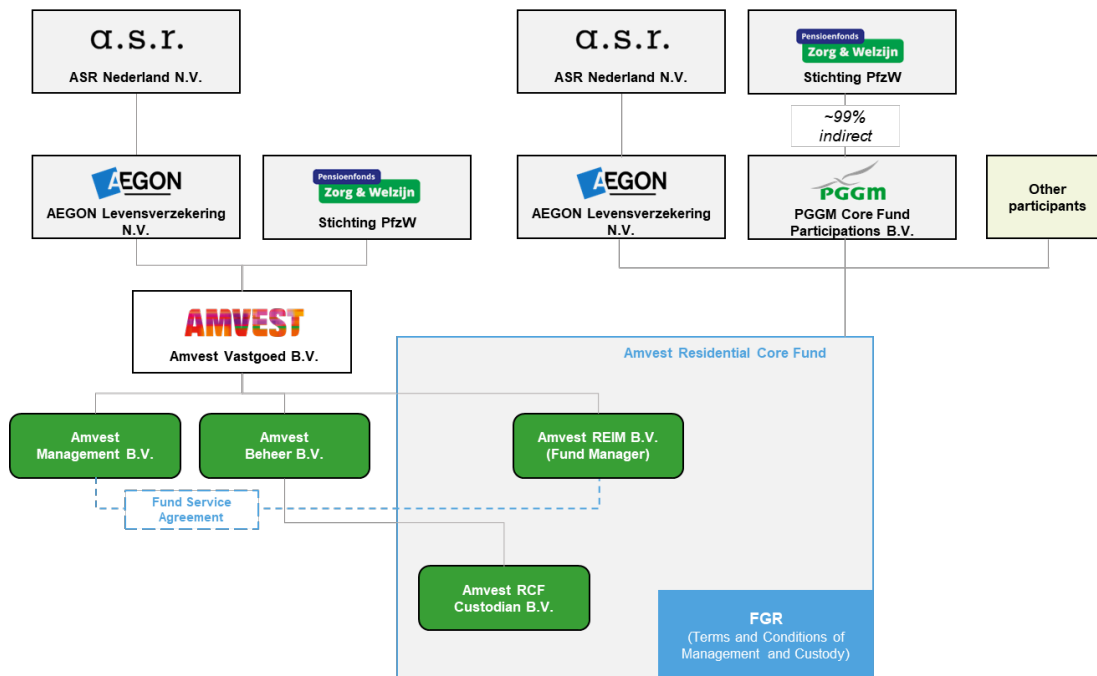 a.s.r.
ASR Nederland N.V.
a.s.r.
ASR Nederland N.V.
Pensioenfonds
Zorg & Welzijn
Stichting PfzW
~99%
indirect
AEGON
AEGON Levensverzekering
N.V.
Pensioenfonds
Zorg & Welzijn
Stichting PfzW
AEGON
AEGON Levensverzekering
N.V.
PGGM
PGGM Core Fund
Participations B.V.
Other
participants
AMVEST
Amvest Vastgoed B.V.
Amvest Residential Core Fund
Amvest
Management B.V.
Amvest
Beheer B.V.
Amvest REIM B.V.
(Fund Manager)
Fund Service
Agreement
Amvest RCF
Custodian B.V.
FGR
(Terms and Conditions of
Management and Custody)